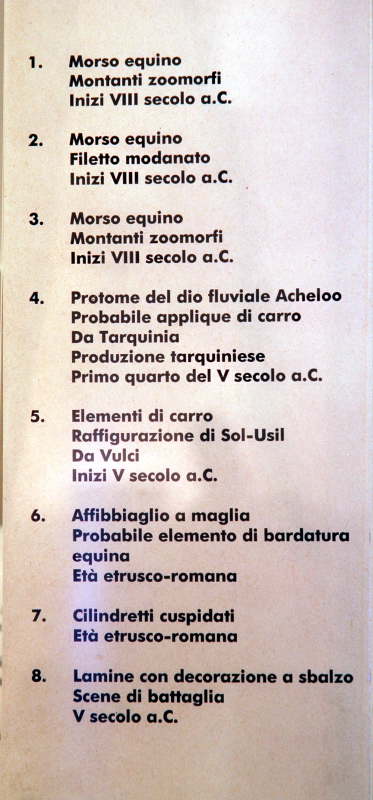 1. Morso equino
Montanti zoomorfi
Inizi VIII secolo a.C.
2. Morso equino
Filetto modanato
Inizi VIII secolo a.C.
3. Morso equino
Montanti zoomorfi
Inizi VIII secolo a.C.
4. Protome del dio fluviale Acheloo
Probabile applique di carro
Da Tarquinia
Produzione tarquiniese
Primo quarto del V secolo a.C.
5. Elementi di carro
Raffigurazione di Sol-Usil
Da Vulci
Inizi V secolo a.C.
6. Affibbiaglio a maglia
Probabile elemento di bardatura
equina
Età etrusco-romana
7. Cilindretti cuspidati
Età etrusco-romana
8. Lamine con decorazione a sbalzo
Scene di battaglia
V secolo a.C.